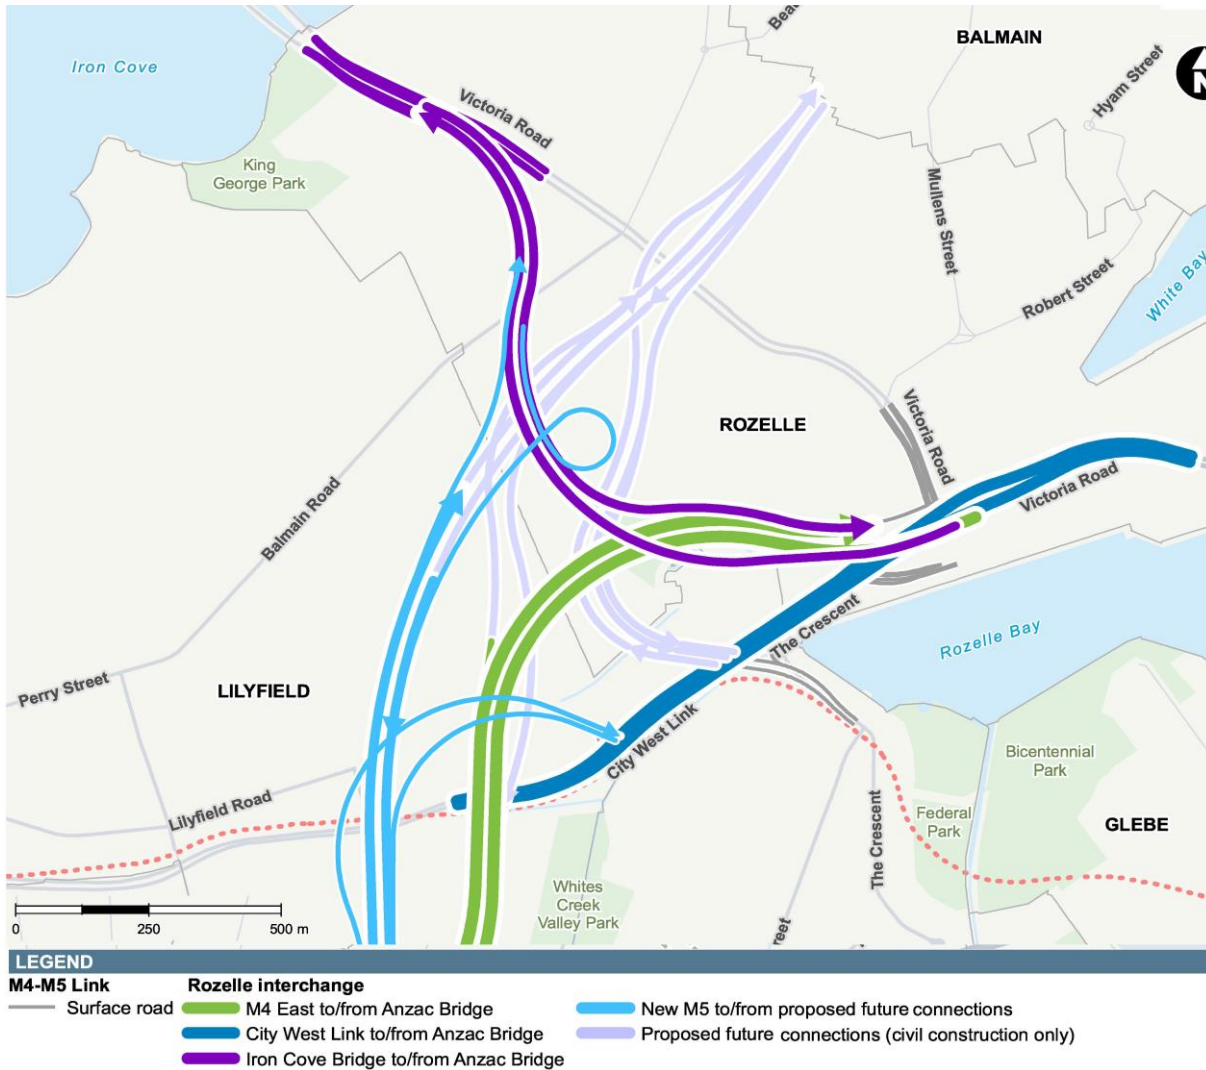 Iron Cove
Victoria Road
BALMAIN
N
Hyam Street
King
George Park
Mullens Street
White Bay
Robert Street
ROZELLE
Victoria Road
Victoria Road
Balmain Road
The Crescent
Rozelle Bay
Perry Street
LILYFIELD
City West Link
Bicentennial
Park
Lilyfield Road
Federal
Park
GLEBE
The Crescent
Whites
Creek
Valley Park
0
250
500 m
LEGEND
M4-M5 Link
Surface road
Rozelle interchange
M4 East to/from Anzac Bridge
City West Link to/from Anzac Bridge
Iron Cove Bridge to/from Anzac Bridge
New M5 to/from proposed future connections
Proposed future connections (civil construction only)